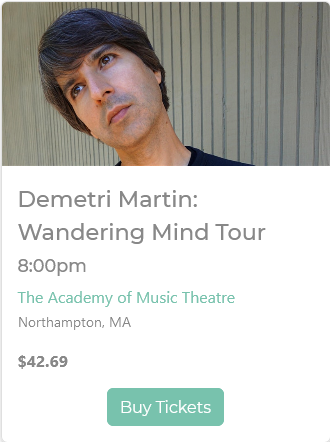 Demetri Martin:
Wandering Mind Tour
8:00pm
The Academy of Music Theatre
Northampton, MA
$42.69
Buy Tickets